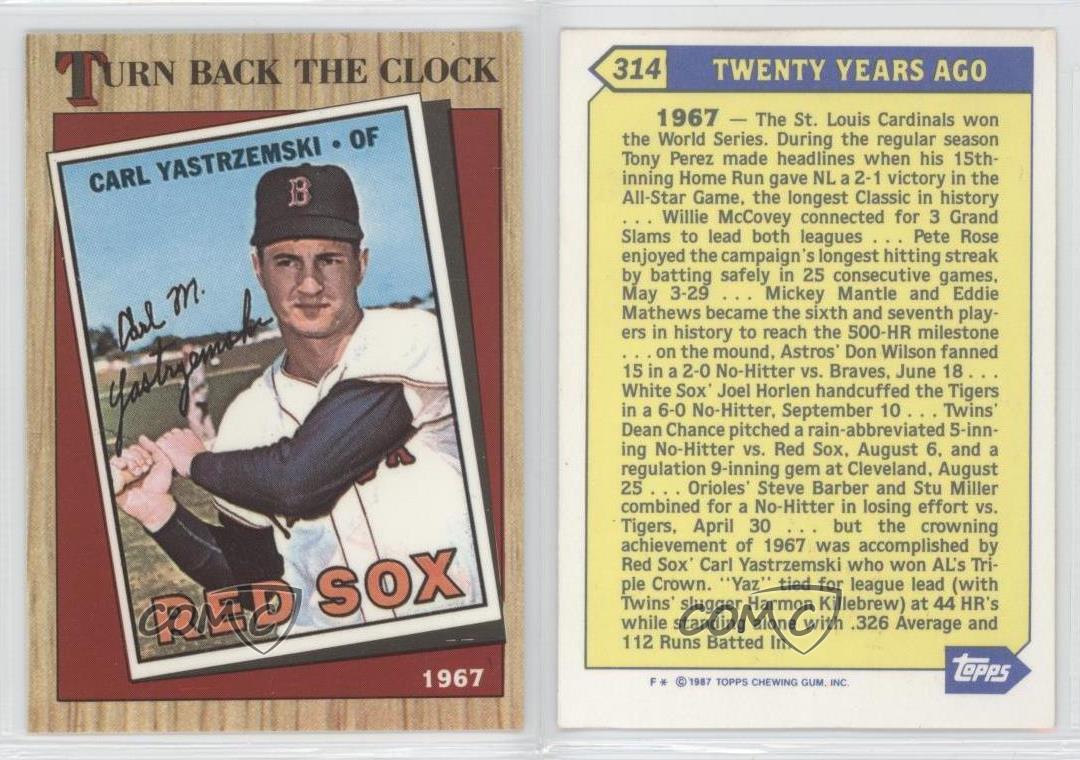 TURN BACK THE CLOCK
CARL YASTRZEMSKI • OF
B
Carl M.
Yastrzemski
RED SOX
COMC
1967
314
TWENTY YEARS AGO
1967 — The St. Louis Cardinals won
the World Series. During the regular season
Tony Perez made headlines when his 15th-
inning Home Run gave NL a 2-1 victory in the
All-Star Game, the longest Classic in history
. . . Willie McCovey connected for 3 Grand
Slams to lead both leagues . . . Pete Rose
enjoyed the campaign's longest hitting streak
by batting safely in 25 consecutive games,
May 3-29 . . . Mickey Mantle and Eddie
Mathews became the sixth and seventh play-
ers in history to reach the 500-HR milestone
. . . on the mound, Astros' Don Wilson fanned
15 in a 2-0 No-Hitter vs. Braves, June 18 . . .
White Sox' Joel Horlen handcuffed the Tigers
in a 6-0 No-Hitter, September 10 . . . Twins'
Dean Chance pitched a rain-abbreviated 5-inn-
ing No-Hitter vs. Red Sox, August 6, and a
regulation 9-inning gem at Cleveland, August
25 . . . Orioles' Steve Barber and Stu Miller
combined for a No-Hitter in losing effort vs.
Tigers, April 30 . . . but the crowning
achievement of 1967 was accomplished by
Red Sox' Carl Yastrzemski who won AL's Tri-
ple Crown. "Yaz" tied for league lead (with
Twins' slugger Harmon Killebrew) at 44 HR's
while standing alone with .326 Average and
112 Runs Batted In.
COMC
topps
F * © 1987 TOPPS CHEWING GUM, INC.